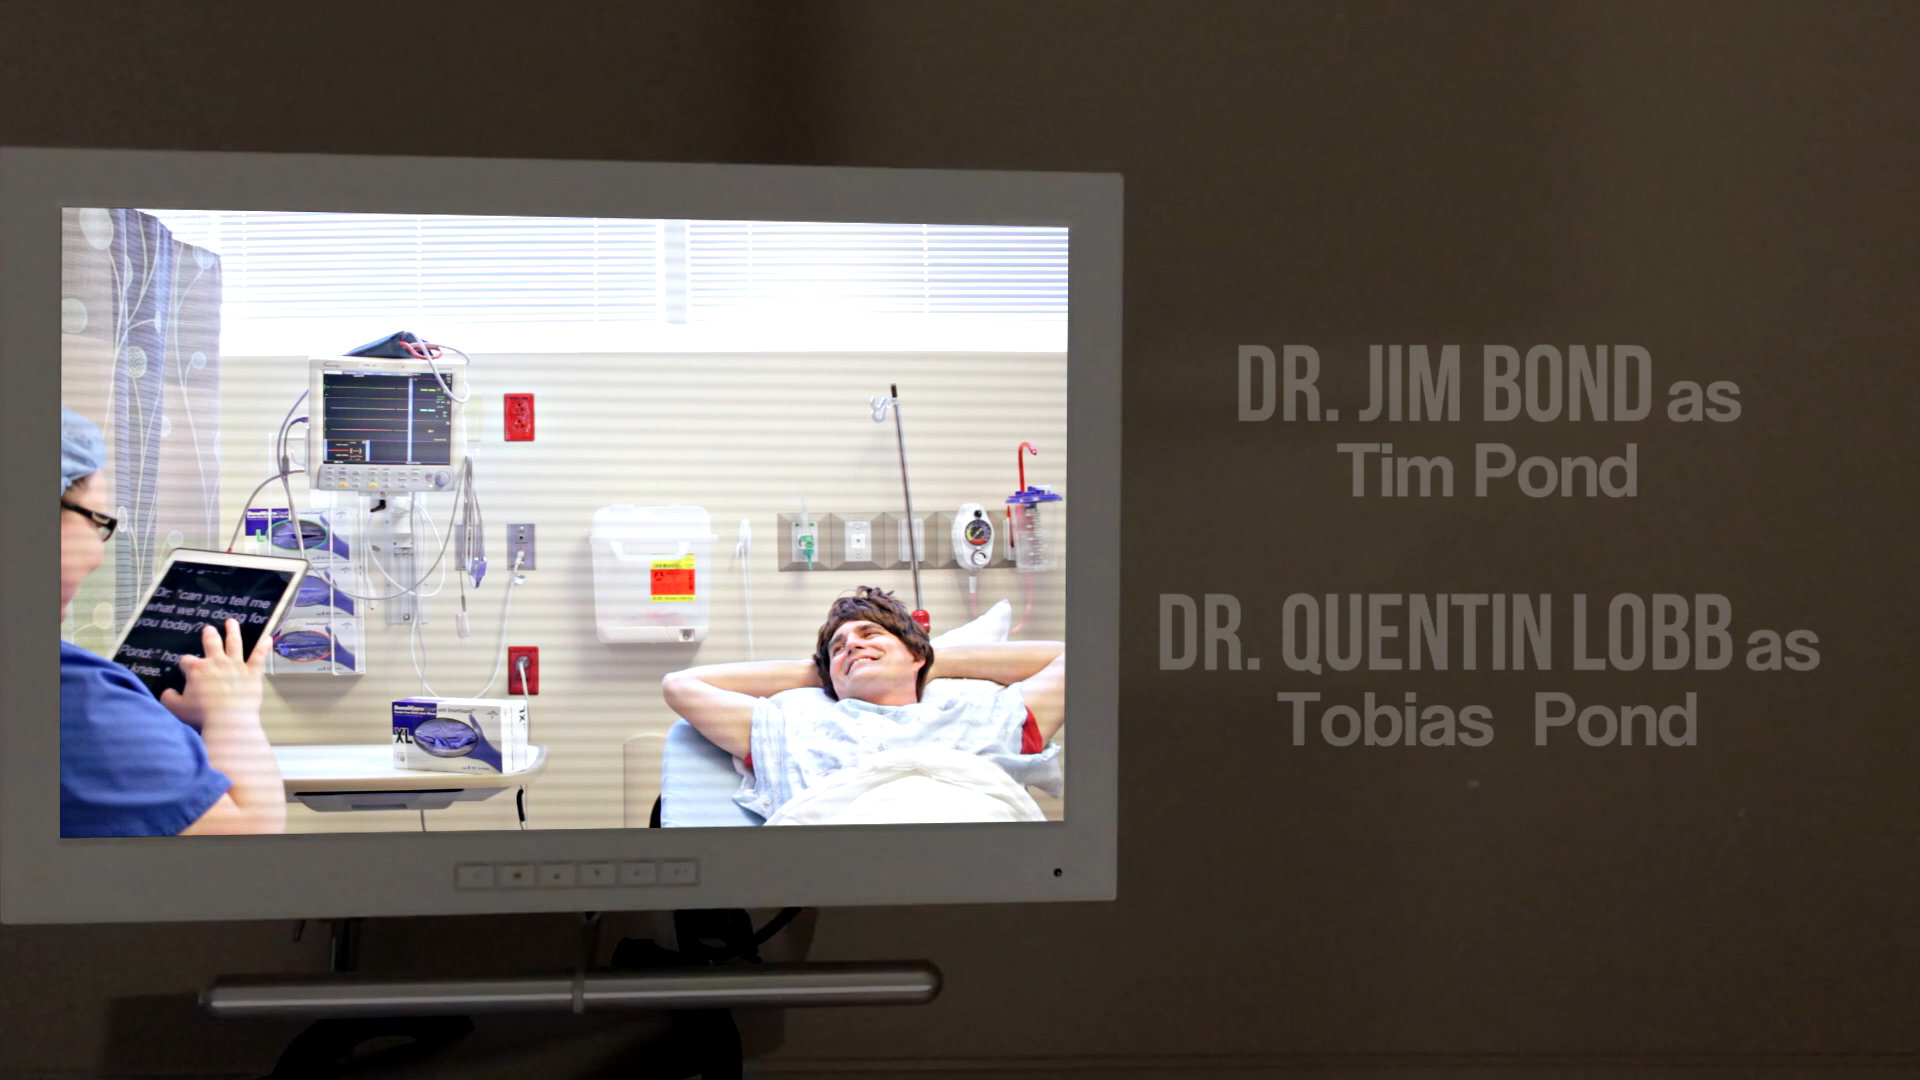 Dr. "can you tell me
what we're doing for
you today?"
Pond:" ho
knee."
XL
DR. JIM BOND as
Tim Pond
DR. QUENTIN LOBB as
Tobias Pond